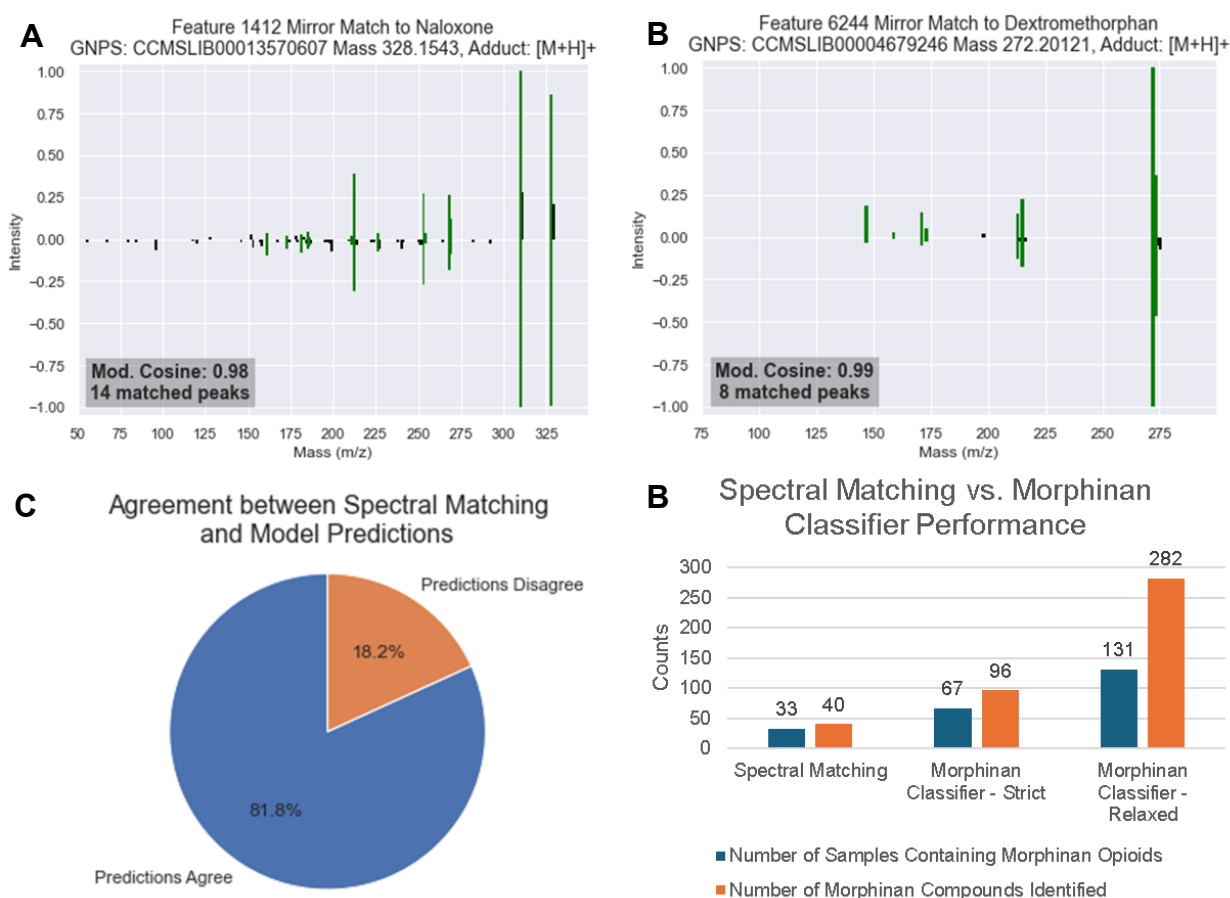 A
Feature 1412 Mirror Match to Naloxone
GNPS: CCMSLIB00013570607 Mass 328.1543, Adduct: [M+H]+
1.00
0.75
0.50
0.25
0.00
−0.25
−0.50
−0.75
−1.00
Intensity
Mod. Cosine: 0.98
14 matched peaks
50 75 100 125 150 175 200 225 250 275 300 325
Mass (m/z)
B
Feature 6244 Mirror Match to Dextromethorphan
GNPS: CCMSLIB00004679246 Mass 272.20121, Adduct: [M+H]+
1.00
0.75
0.50
0.25
0.00
−0.25
−0.50
−0.75
−1.00
Intensity
Mod. Cosine: 0.99
8 matched peaks
75 100 150 200 250 275
Mass (m/z)
C
Agreement between Spectral Matching
and Model Predictions
Predictions Disagree
18.2%
81.8%
Predictions Agree
B
Spectral Matching vs. Morphinan
Classifier Performance
300
250
200
150
100
50
0
Counts
33 40
67 96
131 282
Spectral Matching
Morphinan
Classifier - Strict
Morphinan
Classifier -
Relaxed
Number of Samples Containing Morphinan Opioids
Number of Morphinan Compounds Identified